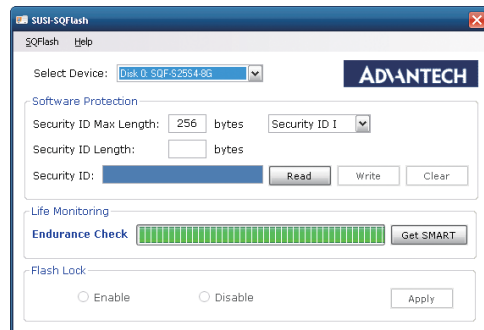 SUSI-SQFlash
SQFlash Help
Select Device: Disk 0: SQF-S25S4-8G
ADVANTECH
Software Protection
Security ID Max Length: 256 bytes Security ID I
Security ID Length: bytes
Security ID: Read Write Clear
Life Monitoring
Endurance Check Get SMART
Flash Lock
Enable Disable Apply